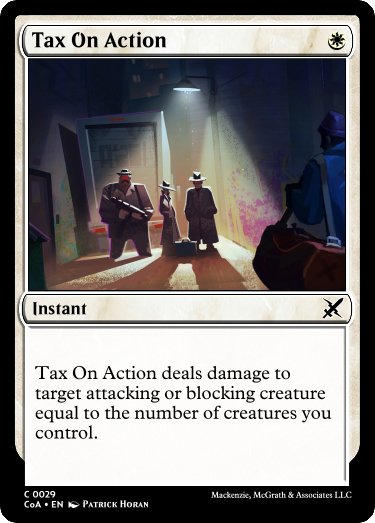 Tax On Action
Instant
Tax On Action deals damage to
target attacking or blocking creature
equal to the number of creatures you
control.
C 0029
CoA • EN Patrick Horan
Mackenzie, McGrath & Associates LLC